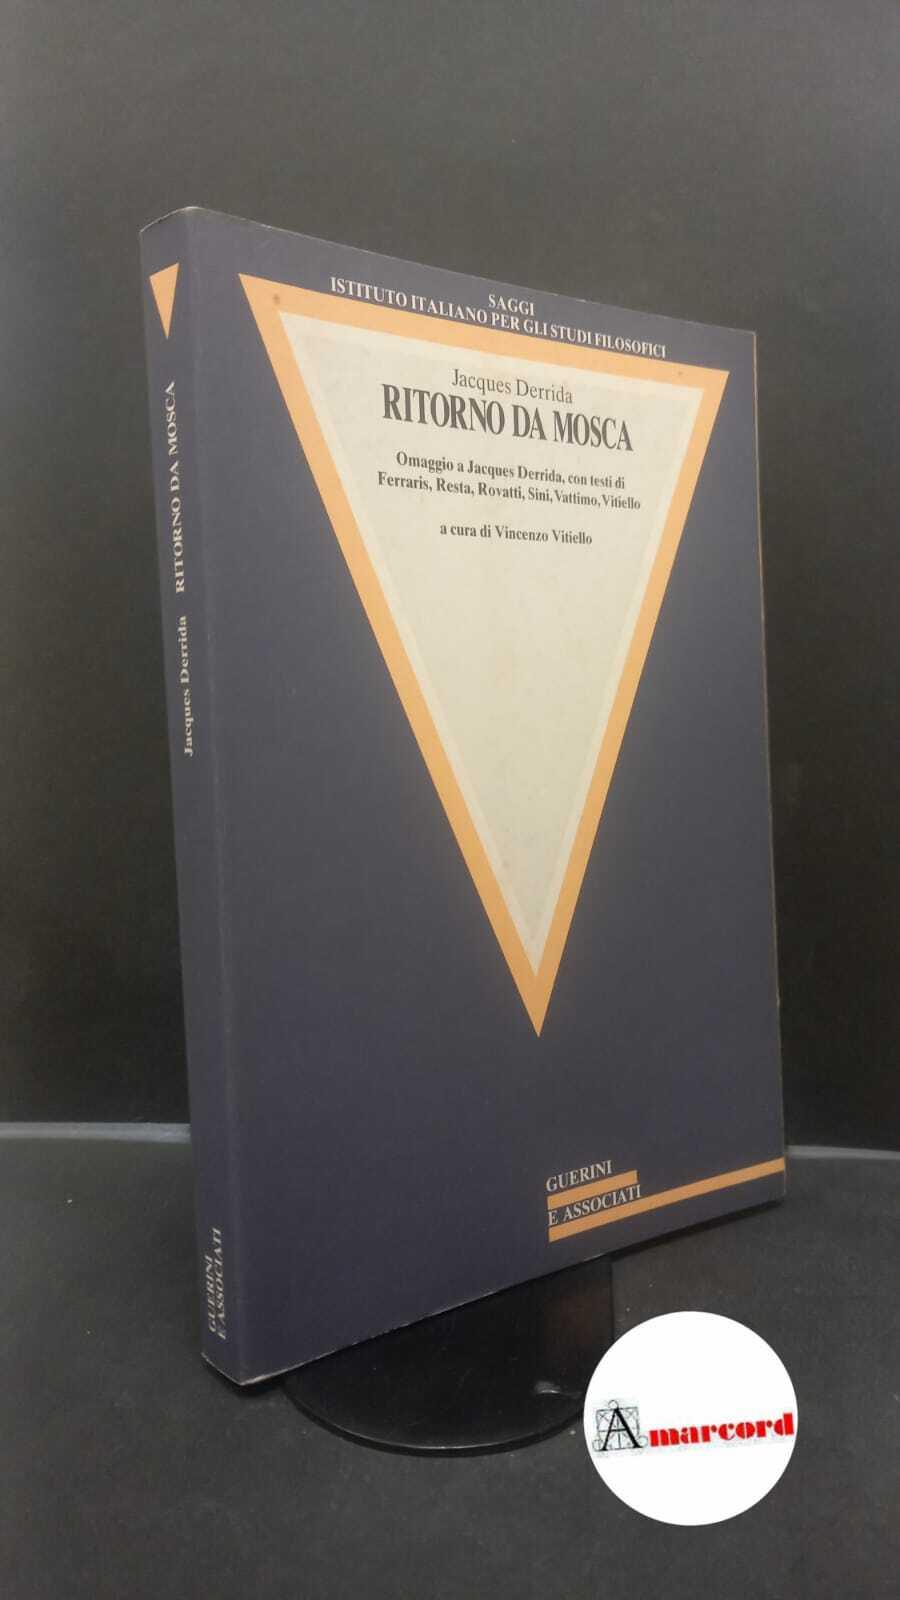 SAGGI
ISTITUTO ITALIANO PER GLI STUDI FILOSOFICI
Jacques Derrida
RITORNO DA MOSCA
Omaggio a Jacques Derrida, con testi di
Ferraris, Resta, Rovatti, Sini, Vattimo, Vitiello
a cura di Vincenzo Vitiello
GUERINI
E ASSOCIATI
Jacques Derrida RITORNO DA MOSCA
GUERINI
E ASSOCIATI
Amarcord